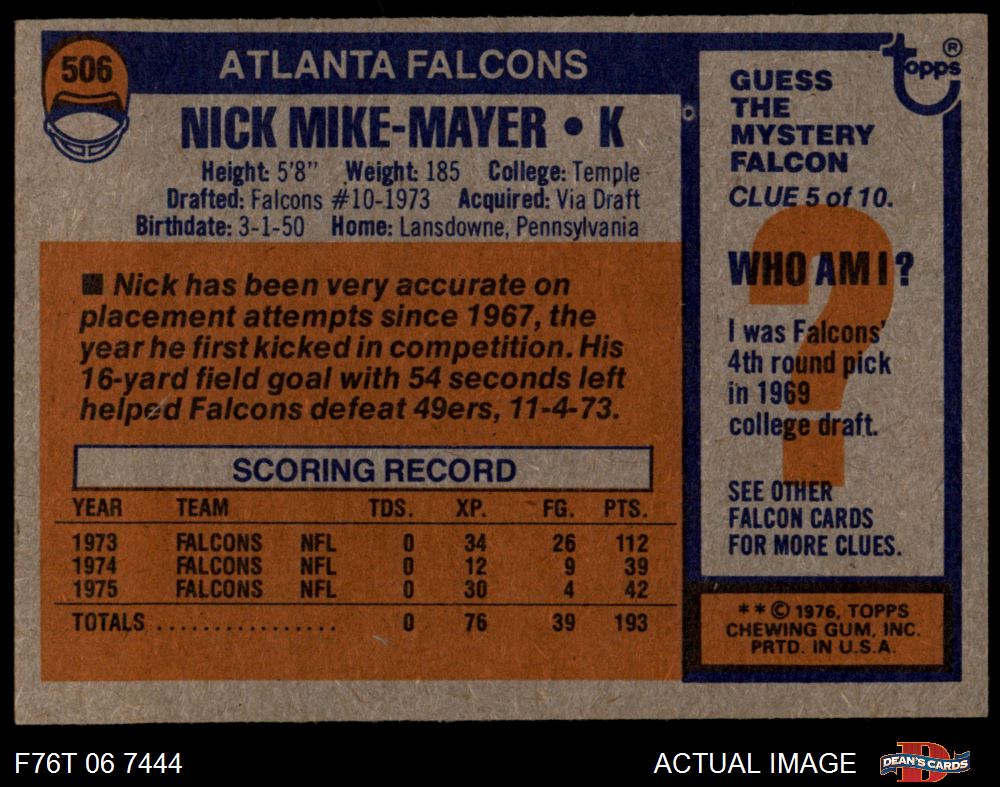 506
ATLANTA FALCONS
NICK MIKE-MAYER • K
Height: 5'8" Weight: 185 College: Temple
Drafted: Falcons #10-1973 Acquired: Via Draft
Birthdate: 3-1-50 Home: Lansdowne, Pennsylvania
■ Nick has been very accurate on
placement attempts since 1967, the
year he first kicked in competition. His
16-yard field goal with 54 seconds left
helped Falcons defeat 49ers, 11-4-73.
SCORING RECORD
YEAR TEAM TDS. XP. FG. PTS.
1973 FALCONS NFL 0 34 26 112
1974 FALCONS NFL 0 12 9 39
1975 FALCONS NFL 0 30 4 42
TOTALS ................ 0 76 39 193
topps ®
GUESS
THE
MYSTERY
FALCON
CLUE 5 of 10.
?
WHO AM I?
I was Falcons'
4th round pick
in 1969
college draft.
SEE OTHER
FALCON CARDS
FOR MORE CLUES.
** © 1976, TOPPS
CHEWING GUM, INC.
PRTD. IN U.S.A.
F76T 06 7444
ACTUAL IMAGE
D
DEAN'S CARDS